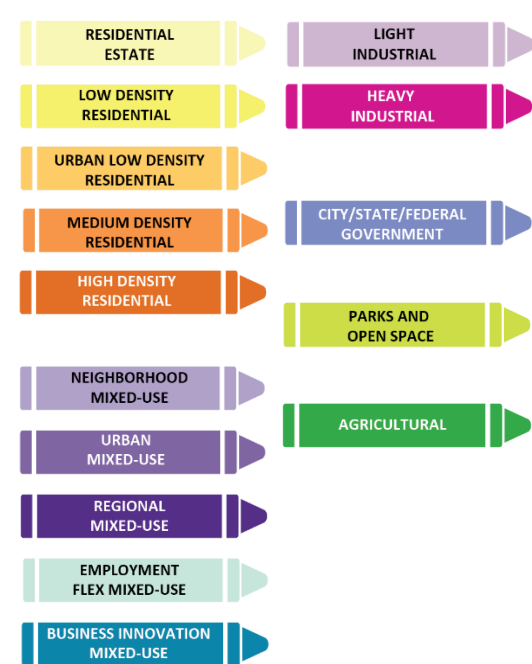 RESIDENTIAL
ESTATE
LOW DENSITY
RESIDENTIAL
URBAN LOW DENSITY
RESIDENTIAL
MEDIUM DENSITY
RESIDENTIAL
HIGH DENSITY
RESIDENTIAL
NEIGHBORHOOD
MIXED-USE
URBAN
MIXED-USE
REGIONAL
MIXED-USE
EMPLOYMENT
FLEX MIXED-USE
BUSINESS INNOVATION
MIXED-USE
LIGHT
INDUSTRIAL
HEAVY
INDUSTRIAL
CITY/STATE/FEDERAL
GOVERNMENT
PARKS AND
OPEN SPACE
AGRICULTURAL